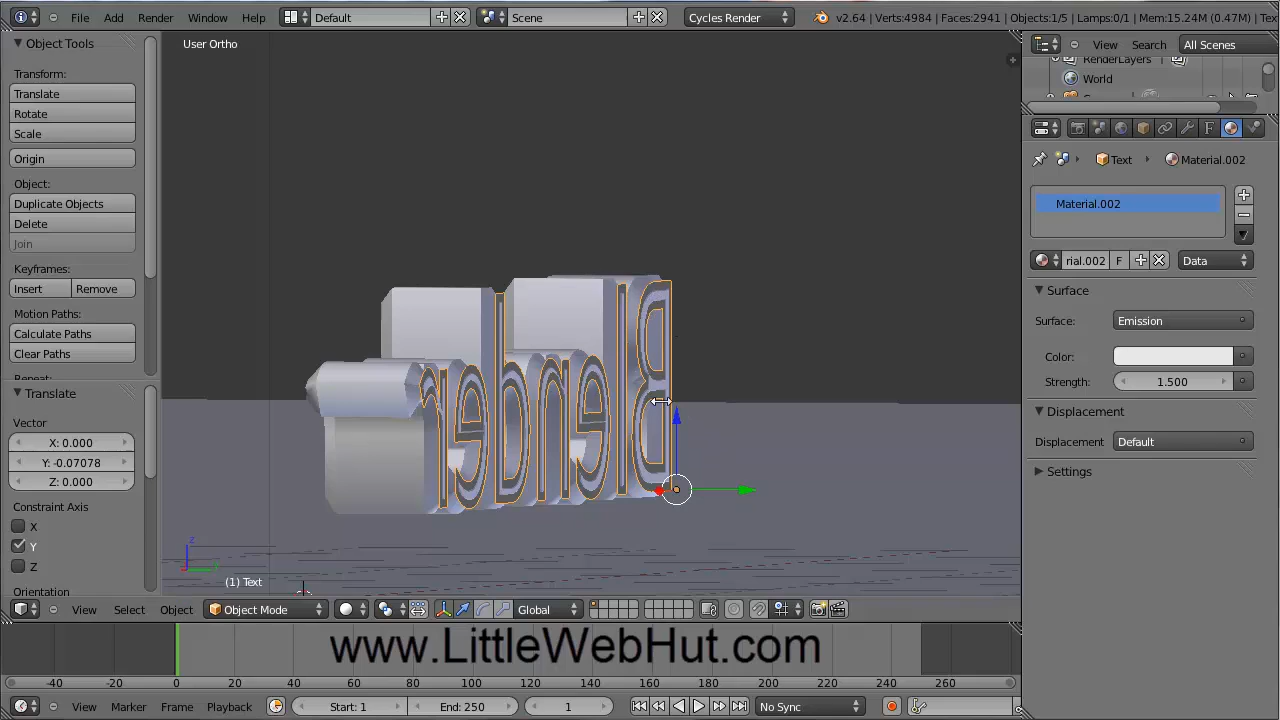 File Add Render Window Help Default Scene Cycles Render v2.64 | Verts:4984 | Faces:2941 | Objects:1/5 | Lamps:0/1 | Mem:15.24M (0.47M) | Tex
Object Tools
Transform:
Translate
Rotate
Scale
Origin
Object:
Duplicate Objects
Delete
Join
Keyframes:
Insert Remove
Motion Paths:
Calculate Paths
Clear Paths
Repeat:
Translate
Vector
X: 0.000
Y: -0.07078
Z: 0.000
Constraint Axis
X
Y
Z
Orientation
User Ortho
Blender
z
y
(1) Text
View Select Object Object Mode Global
www.LittleWebHut.com
-40 -20 0 20 40 60 80 100 120 140 160 180 200 220 240 260
View Marker Frame Playback Start: 1 End: 250 1 No Sync
View Search All Scenes
RenderLayers
World
Text Material.002
Material.002
rial.002 F Data
Surface
Surface: Emission
Color:
Strength: 1.500
Displacement
Displacement Default
Settings